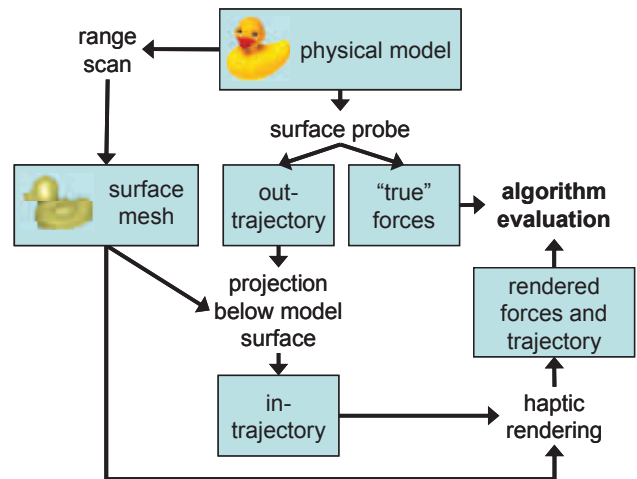 range
scan
physical model
surface probe
surface
mesh
out-
trajectory
“true”
forces
algorithm
evaluation
projection
below model
surface
rendered
forces and
trajectory
in-
trajectory
haptic
rendering